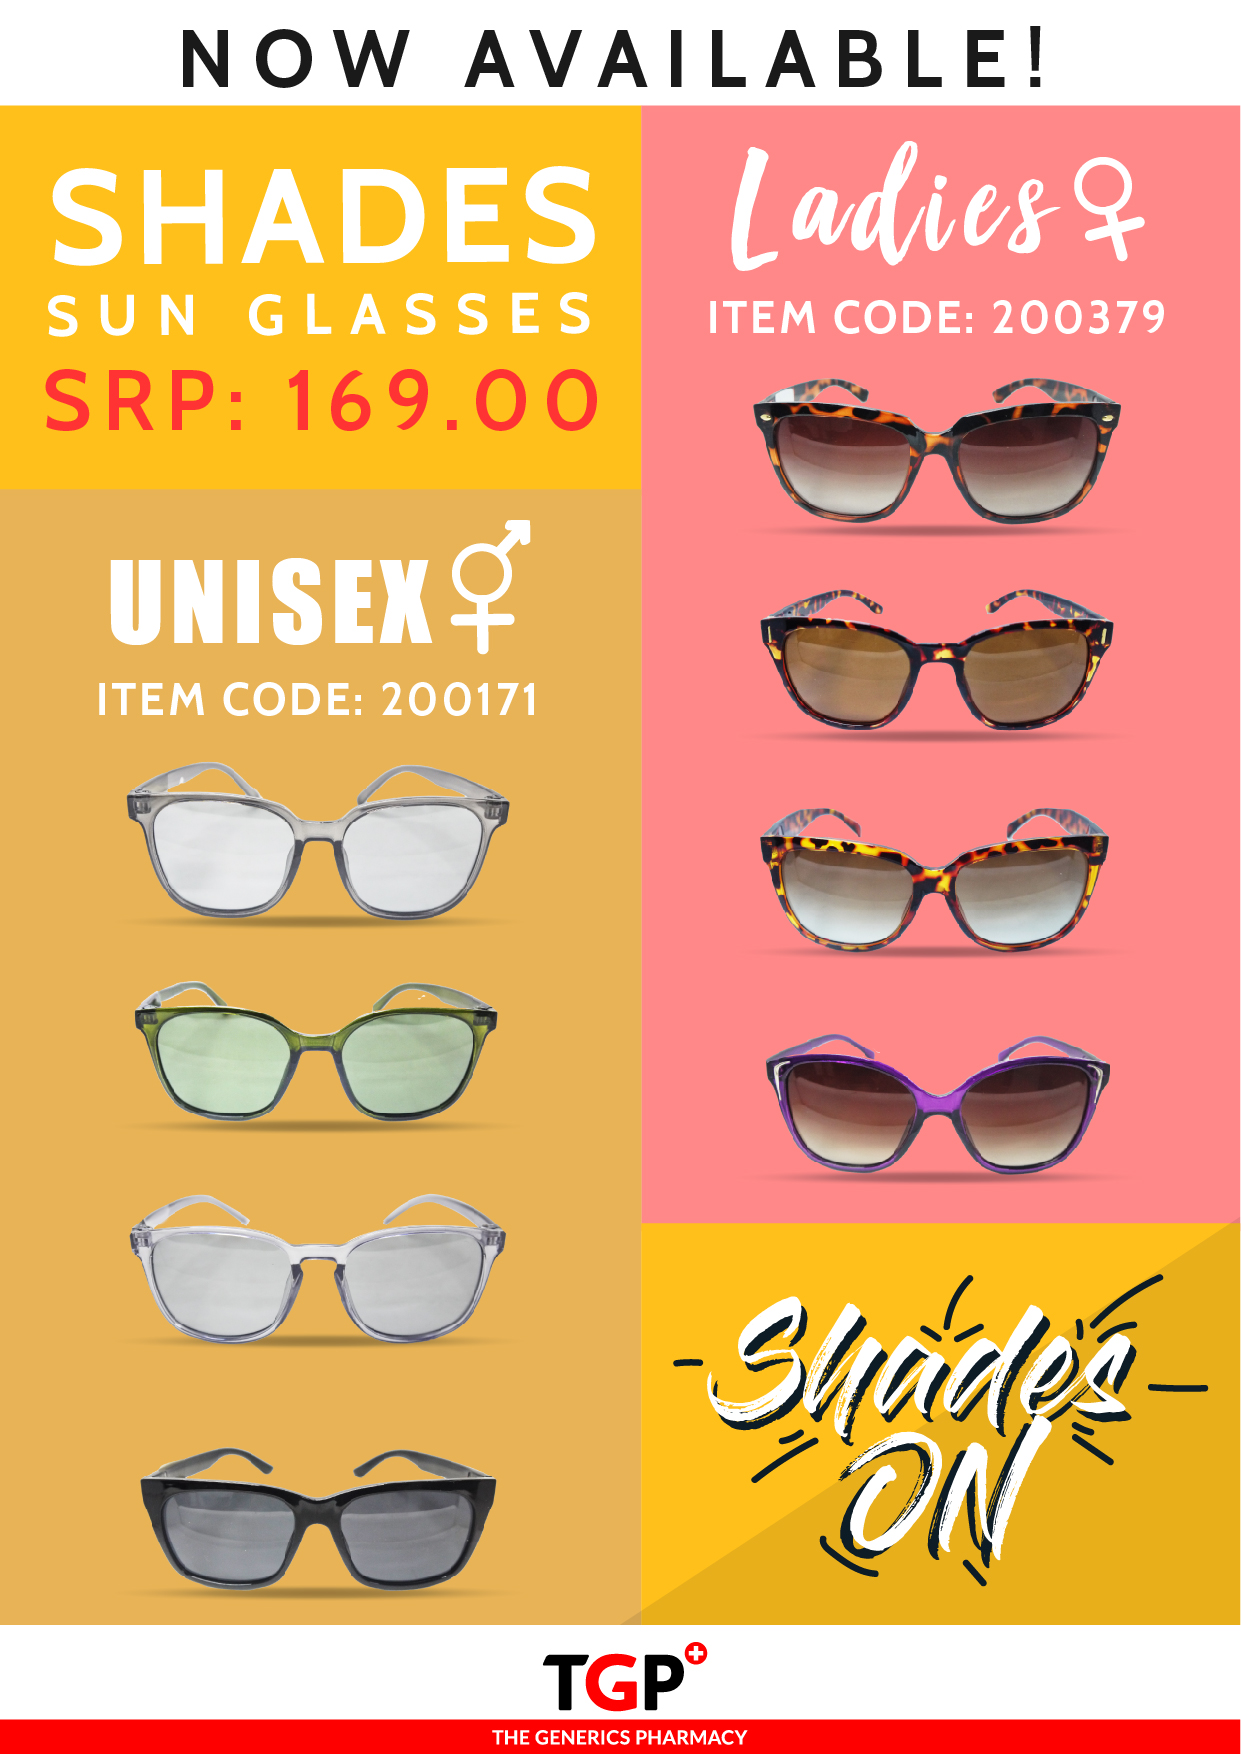 NOW AVAILABLE!
SHADES
SUN GLASSES
SRP: 169.00
Ladies
ITEM CODE: 200379
UNISEX
ITEM CODE: 200171
Shades
ON
TGP
THE GENERICS PHARMACY